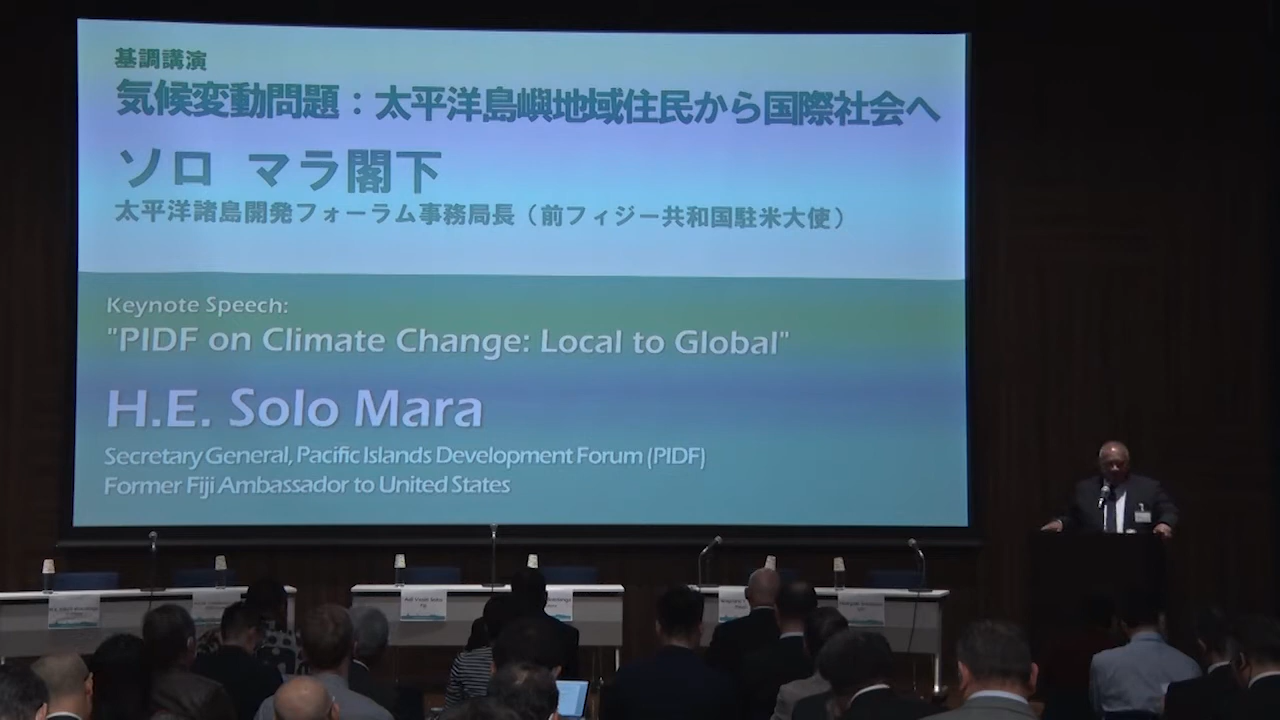 基調講演
気候変動問題：太平洋島嶼地域住民から国際社会へ
ソロ マラ閣下
太平洋諸島開発フォーラム事務局長（前フィジー共和国駐米大使）
Keynote Speech:
"PIDF on Climate Change: Local to Global"
H.E. Solo Mara
Secretary General, Pacific Islands Development Forum (PIDF)
Former Fiji Ambassador to United States